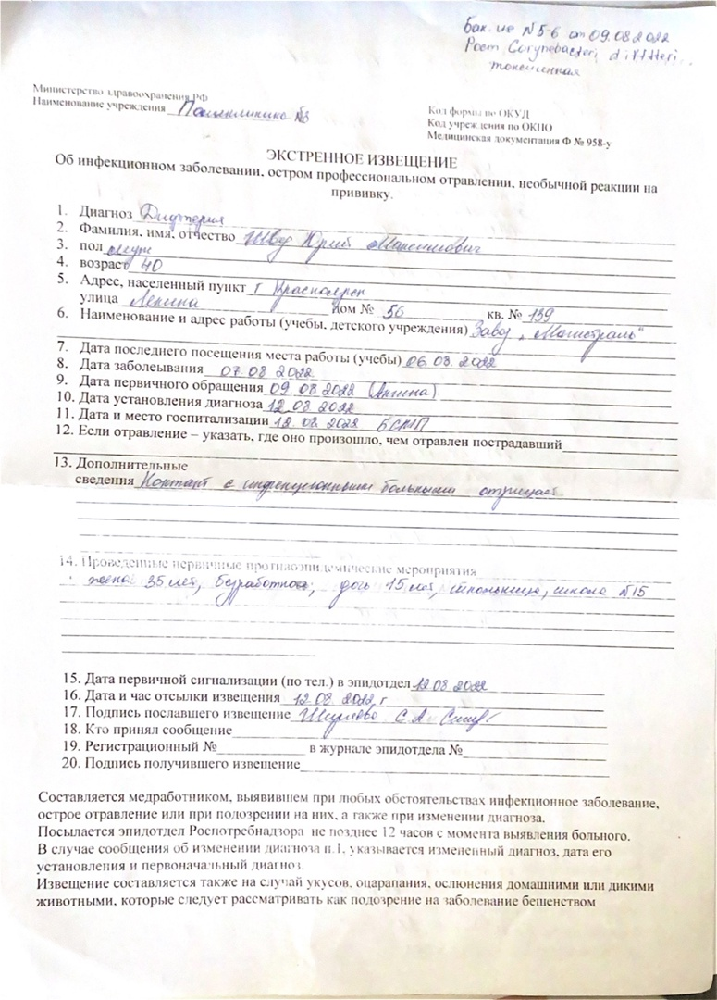 Бак. ис N5-6 от 09.08.2022
Рост Corynebacteri diftteri
токсигенная
Министерство здравоохранения РФ
Наименование учреждения Поликлиника №3
Код формы по ОКУД
Код учреждения по ОКПО
Медицинская документация Ф № 958-у
ЭКСТРЕННОЕ ИЗВЕЩЕНИЕ
Об инфекционном заболевании, остром профессиональном отравлении, необычной реакции на
прививку.
1. Диагноз Дифтерия
2. Фамилия, имя, отчество Швед Юрий Максимович
3. пол муж
4. возраст 40
5. Адрес, населенный пункт г Красноярск
улица Ленина дом № 56 кв. № 139
6. Наименование и адрес работы (учебы, детского учреждения) Завод „Магистраль"
7. Дата последнего посещения места работы (учебы) 06.08.2022
8. Дата заболеывания 07.08 2022
9. Дата первичного обращения 09.08 2022 (Ангина)
10. Дата установления диагноза 12 08 2022
11. Дата и место госпитализации 12.08.2022 БСМП
12. Если отравление – указать, где оно произошло, чем отравлен пострадавший
13. Дополнительные
сведения Контакт с инфекционными больными отрицает
14. Проведенные первичные противоэпидемические мероприятия
жена 35 лет, безработная, дочь 15 лет, школьница, школа N15
15. Дата первичной сигнализации (по тел.) в эпидотдел 12 08 2022
16. Дата и час отсылки извещения 12.08.2022 г
17. Подпись пославшего извещение С.А.
18. Кто принял сообщение
19. Регистрационный № в журнале эпидотдела №
20. Подпись получившего извещение
Составляется медработником, выявившем при любых обстоятельствах инфекционное заболевание,
острое отравление или при подозрении на них, а также при изменении диагноза.
Посылается эпидотдел Роспотребнадзора не позднее 12 часов с момента выявления больного.
В случае сообщения об изменении диагноза п.1, указывается измененный диагноз, дата его
установления и первоначальный диагноз.
Извещение составляется также на случай укусов, оцарапания, ослюнения домашними или дикими
животными, которые следует рассматривать как подозрение на заболевание бешенством